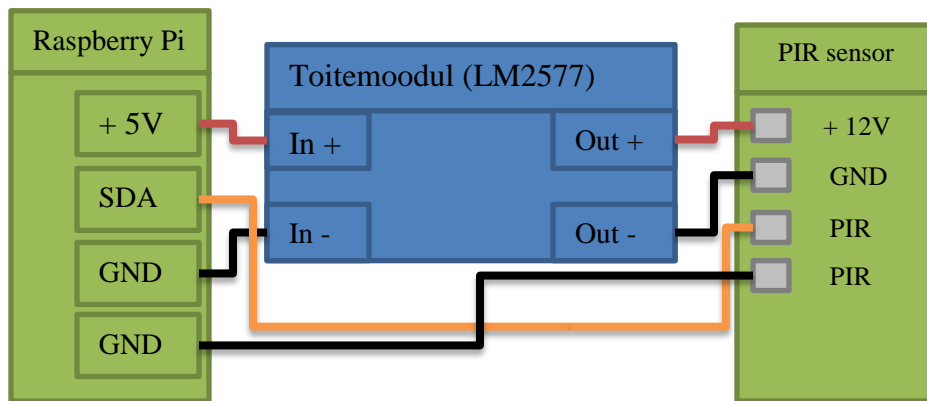 Raspberry Pi
+ 5V
SDA
GND
GND
Toitemoodul (LM2577)
In +
Out +
In -
Out -
PIR sensor
+ 12V
GND
PIR
PIR